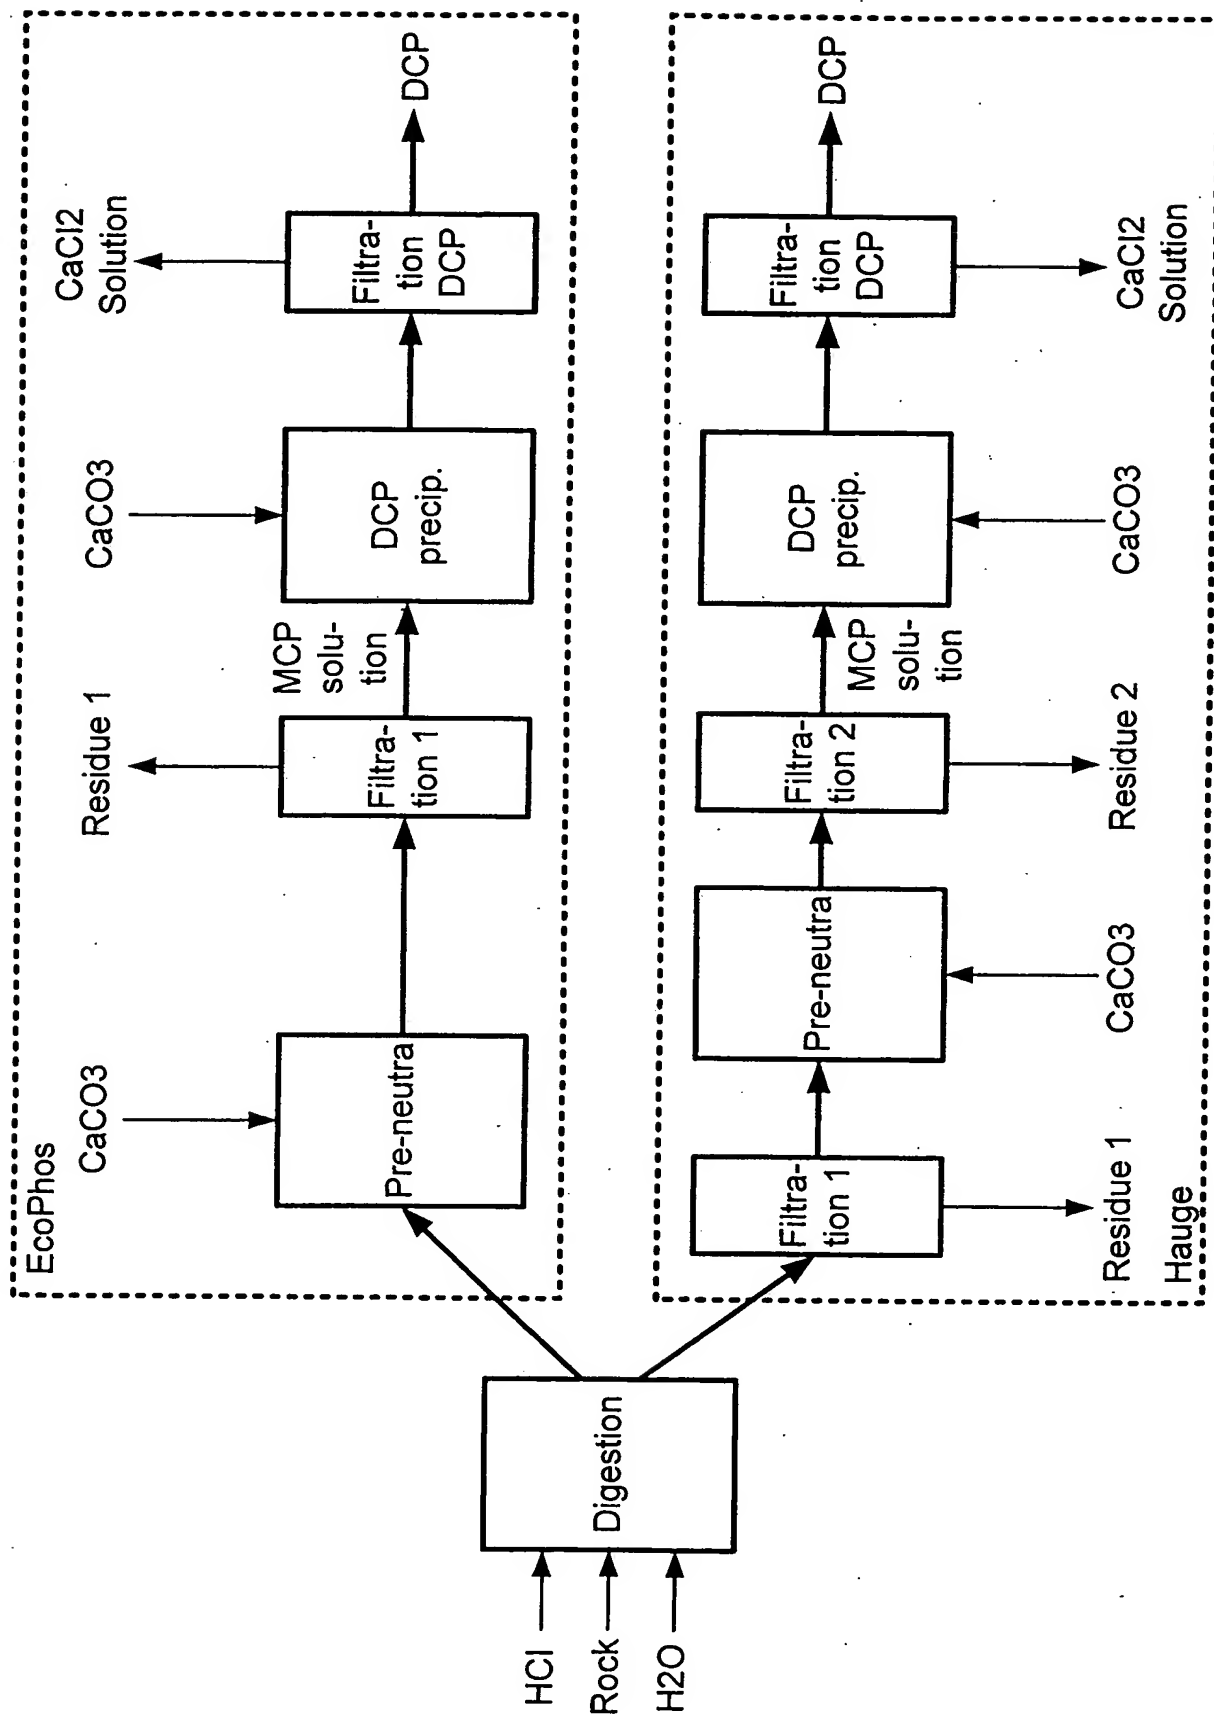 HCl
Rock
H2O
Digestion
EcoPhos
CaCO3
Pre-neutra
Residue 1
Filtra-
tion 1
MCP
solu-
tion
CaCO3
DCP
precip.
CaCl2
Solution
Filtra-
tion
DCP
DCP
Filtra-
tion 1
Residue 1
Hauge
Pre-neutra
CaCO3
Filtra-
tion 2
Residue 2
MCP
solu-
tion
DCP
precip.
CaCO3
Filtra-
tion
DCP
CaCl2
Solution
DCP